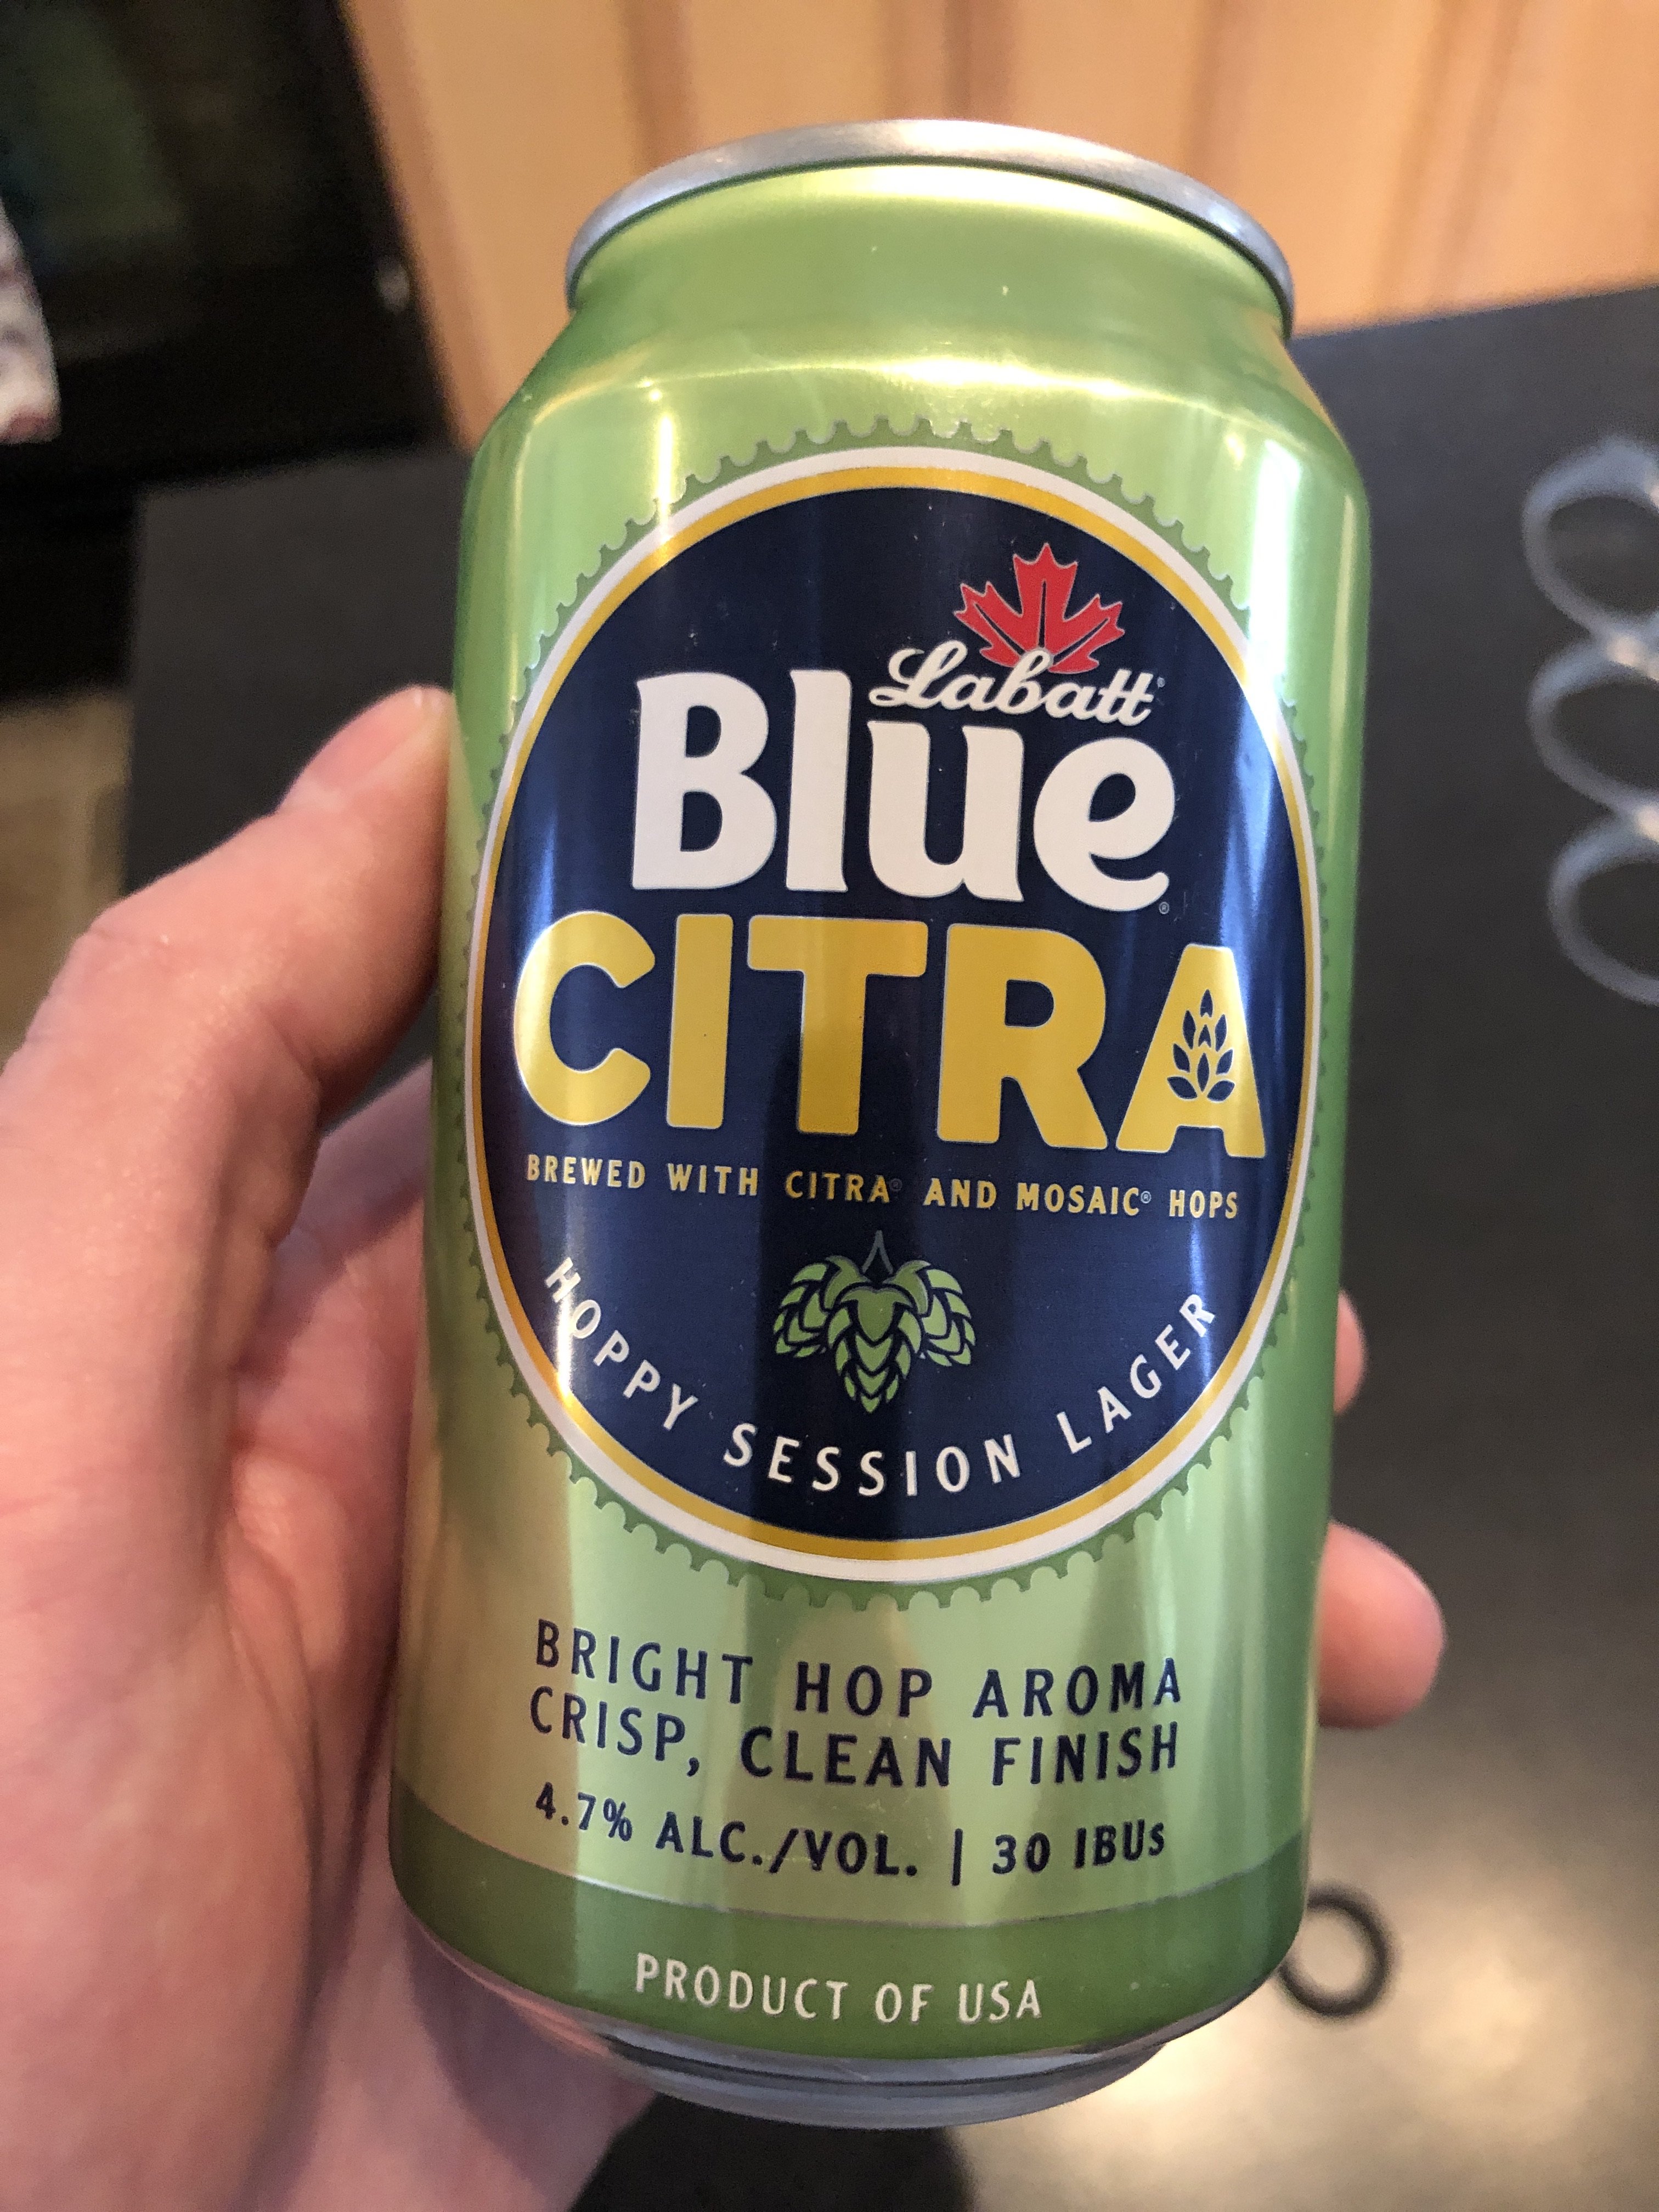 Labatt®
Blue®
CITRA
BREWED WITH CITRA® AND MOSAIC® HOPS
HOPPY SESSION LAGER
BRIGHT HOP AROMA
CRISP, CLEAN FINISH
4.7% ALC./VOL. | 30 IBUs
PRODUCT OF USA